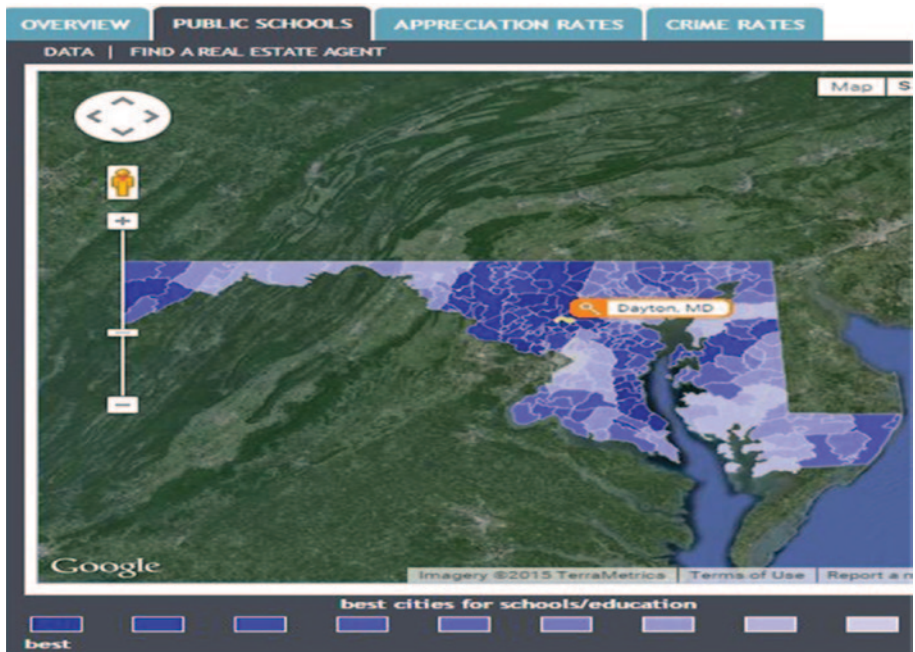 OVERVIEW
PUBLIC SCHOOLS
APPRECIATION RATES
CRIME RATES
DATA | FIND A REAL ESTATE AGENT
Map
S
+
Dayton, MD
−
Google
Imagery ©2015 TerraMetrics
Terms of Use
Report a m
best cities for schools/education
best